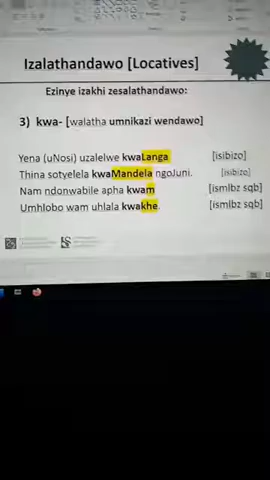 Izalathandawo [Locatives]
Ezinye izakhi zesalathandawo:
3) kwa- [walatha umnikazi wendawo]
Yena (uNosi) uzalelwe kwaLanga [isibizo]
Thina sotyelela kwaMandela ngoJuni. [isibizo]
Nam ndonwabile apha kwam [ismlbz sqb]
Umhlobo wam uhlala kwakhe. [ismlbz sqb]